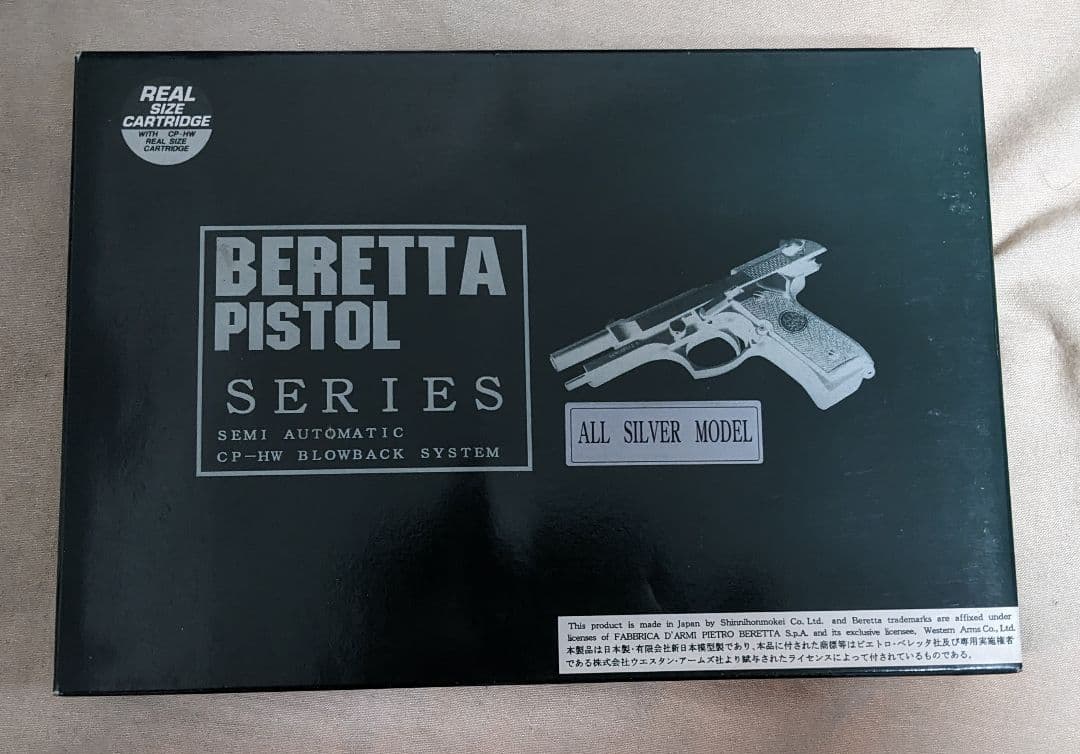 REAL
SIZE
CARTRIDGE
WITH CP-HW
REAL SIZE
CARTRIDGE
BERETTA
PISTOL
SERIES
SEMI AUTOMATIC
CP-HW BLOWBACK SYSTEM
ALL SILVER MODEL
This product is made in Japan by Shinnihonmokei Co. Ltd. and Beretta trademarks are affixed under
licenses of FABBRICA D'ARMI PIETRO BERETTA S.p.A. and its exclusive licensee, Western Arms Co., Ltd.
本製品は日本製・有限会社新日本模型製であり、本品に付された商標等はピエトロ・ベレッタ社及び専用実施権者
である株式会社ウエスタン・アームズ社より賦与されたライセンスによって付されているものである。